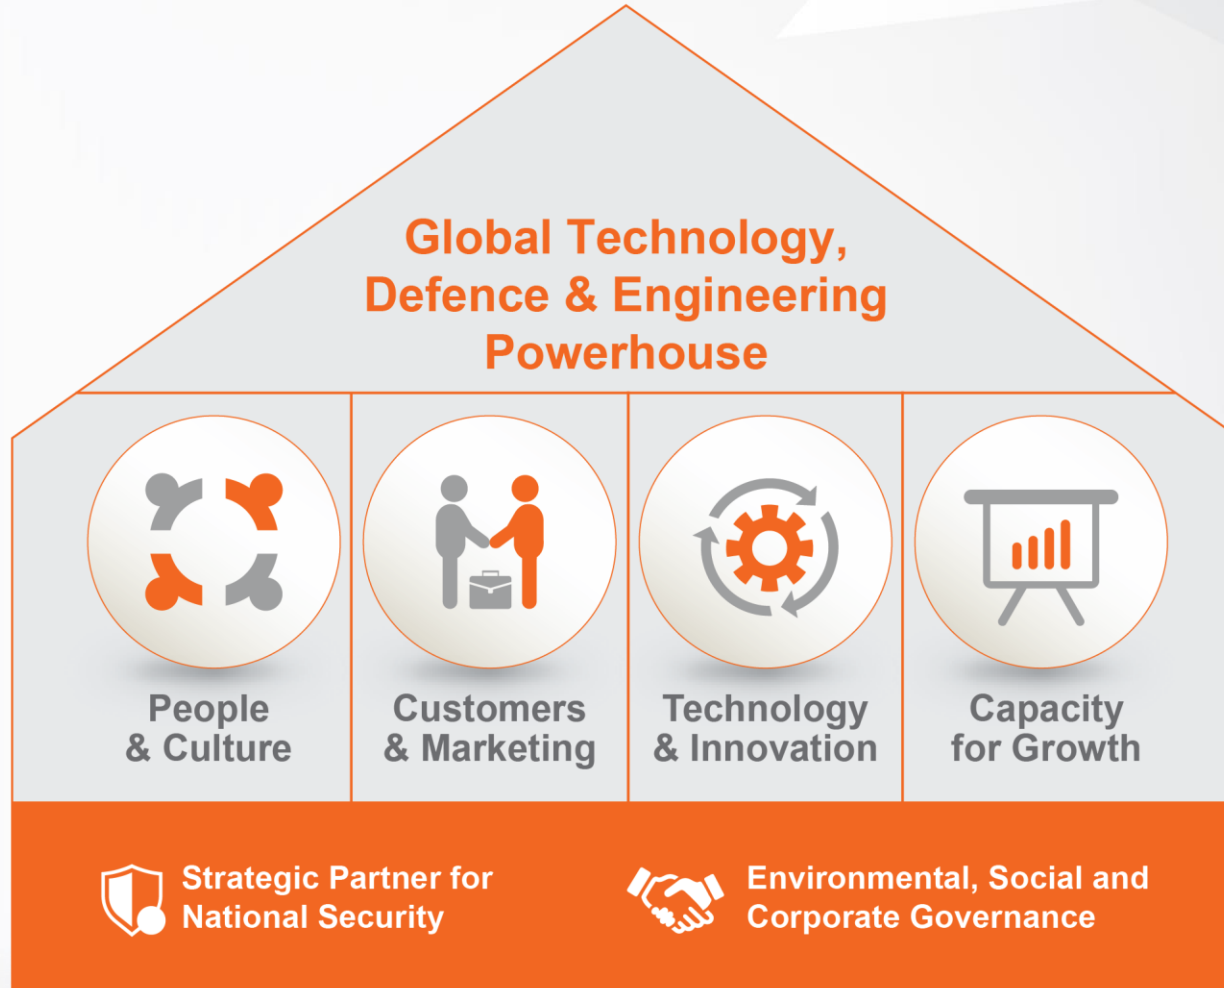 Global Technology,
Defence & Engineering
Powerhouse
People
& Culture
Customers
& Marketing
Technology
& Innovation
Capacity
for Growth
Strategic Partner for
National Security
Environmental, Social and
Corporate Governance